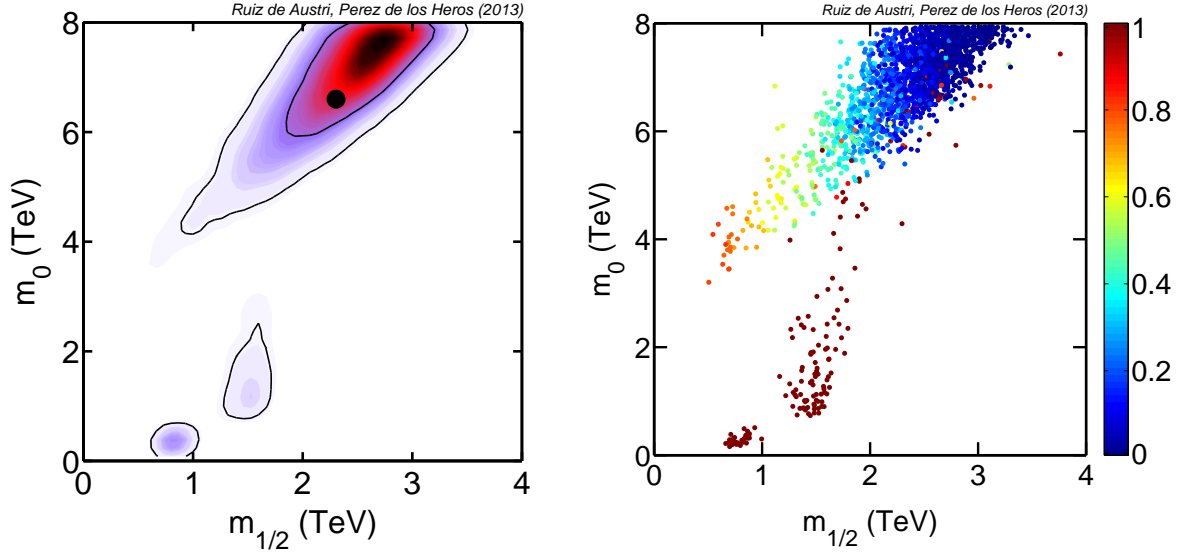 Ruiz de Austri, Perez de los Heros (2013)
8
6
4
2
0
m0 (TeV)
0 1 2 3 4
m1/2 (TeV)
Ruiz de Austri, Perez de los Heros (2013)
8
6
4
2
0
m0 (TeV)
0 1 2 3 4
m1/2 (TeV)
1
0.8
0.6
0.4
0.2
0